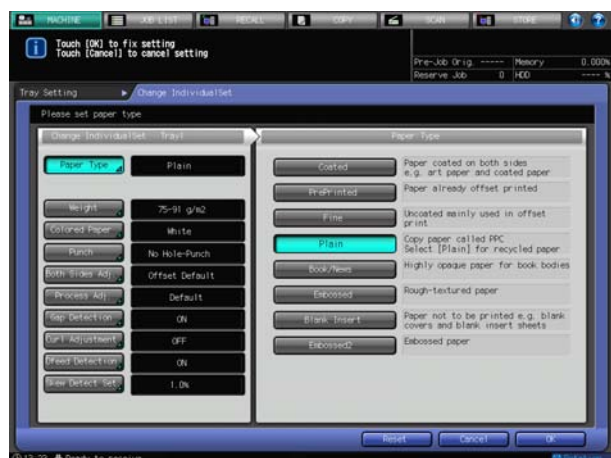 MACHINE
JOB LIST
RECALL
COPY
SCAN
STORE
Touch [OK] to fix setting
Touch [Cancel] to cancel setting
Pre-Job Orig. ----- Memory 0.000%
Reserve Job 0 HDD ---- %
Tray Setting Change IndividualSet
Please set paper type
Change IndividualSet Tray1
Paper Type
Paper Type Plain
Weight 75-91 g/m2
Colored Paper White
Punch No Hole-Punch
Both Sides Adj. Offset Default
Process Adj. Default
Gap Detection ON
Curl Adjustment OFF
Dfeed Detection ON
Skew Detect Set. 1.0%
Coated Paper coated on both sides
e.g. art paper and coated paper
PrePrinted Paper already offset printed
Fine Uncoated mainly used in offset
print
Plain Copy paper called PPC
Select [Plain] for recycled paper
Book/News Highly opaque paper for book bodies
Embossed Rough-textured paper
Blank Insert Paper not to be printed e.g. blank
covers and blank insert sheets
Embossed2 Embossed paper
Reset Cancel OK